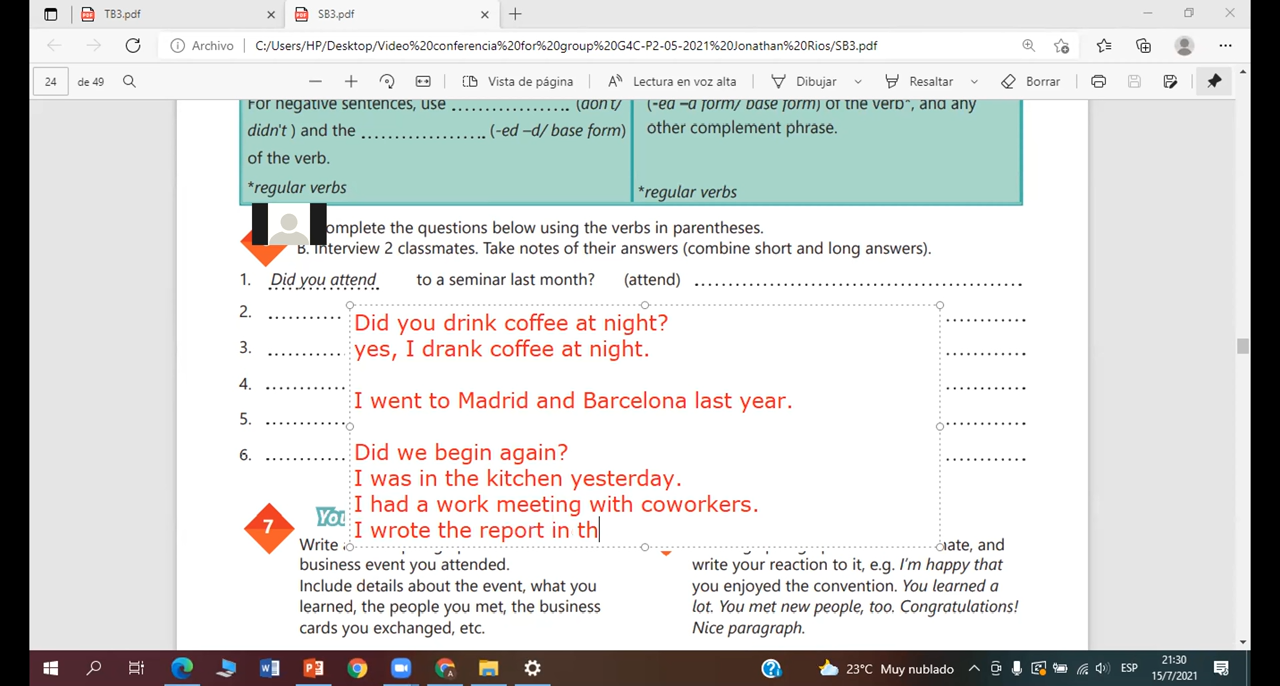 TB3.pdf
SB3.pdf
Archivo C:/Users/HP/Desktop/Video%20conferencia%20for%20group%20G4C-P2-05-2021%20Jonathan%20Rios/SB3.pdf
24 de 49 Vista de página Lectura en voz alta Dibujar Resaltar Borrar
For negative sentences, use .................. (don't/
didn't ) and the ................... (-ed –d/ base form)
of the verb.
*regular verbs
(-ed –d form/ base form) of the verb*, and any
other complement phrase.
*regular verbs
omplete the questions below using the verbs in parentheses.
B. Interview 2 classmates. Take notes of their answers (combine short and long answers).
1. Did you attend to a seminar last month? (attend) ................................................
2. ............
3. ............
4. ............
5. ............
6. ............
Did you drink coffee at night?
yes, I drank coffee at night.
I went to Madrid and Barcelona last year.
Did we begin again?
I was in the kitchen yesterday.
I had a work meeting with coworkers.
I wrote the report in th
7 You
Write
business event you attended.
Include details about the event, what you
learned, the people you met, the business
cards you exchanged, etc.
mate, and
write your reaction to it, e.g. I'm happy that
you enjoyed the convention. You learned a
lot. You met new people, too. Congratulations!
Nice paragraph.
23°C Muy nublado ESP 21:30
15/7/2021